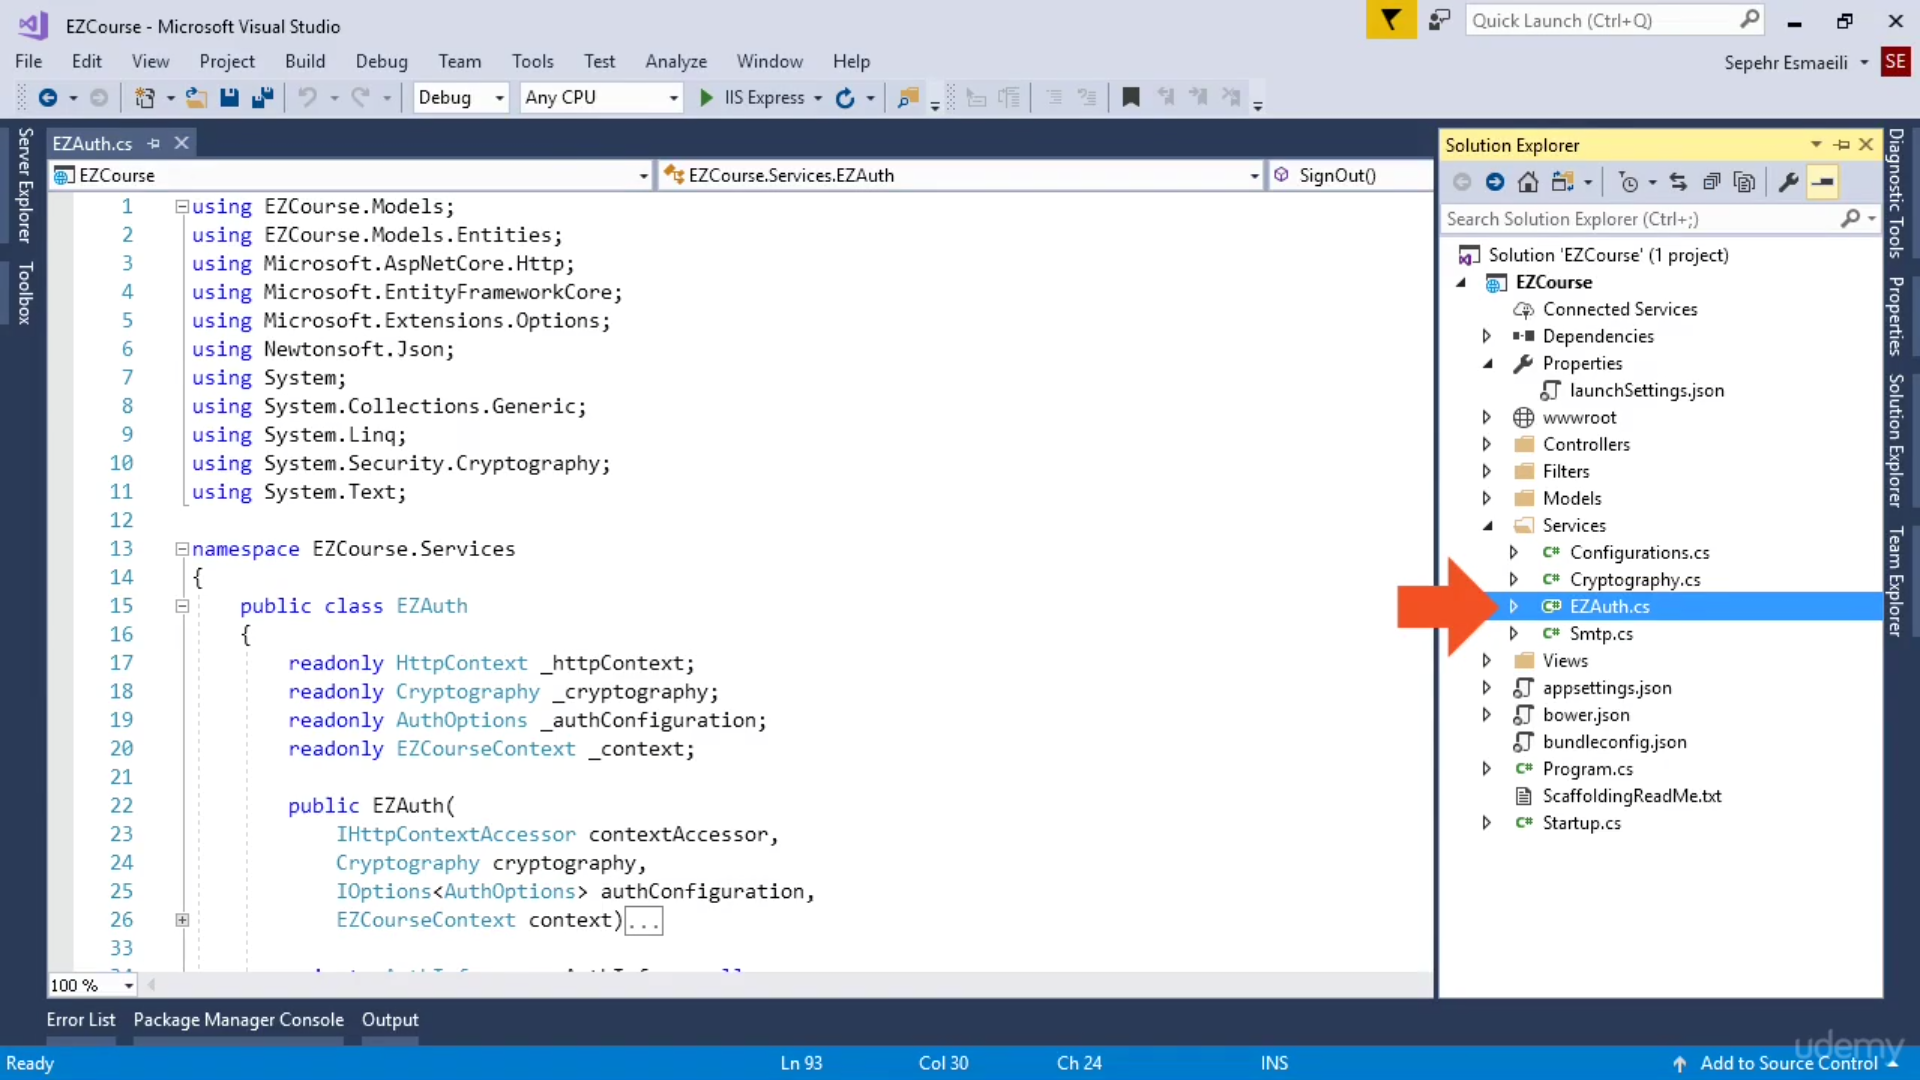 EZCourse - Microsoft Visual Studio
Quick Launch (Ctrl+Q)
File Edit View Project Build Debug Team Tools Test Analyze Window Help
Sepehr Esmaeili SE
Debug Any CPU IIS Express
Server Explorer
Toolbox
EZAuth.cs
EZCourse EZCourse.Services.EZAuth SignOut()
1 using EZCourse.Models;
2 using EZCourse.Models.Entities;
3 using Microsoft.AspNetCore.Http;
4 using Microsoft.EntityFrameworkCore;
5 using Microsoft.Extensions.Options;
6 using Newtonsoft.Json;
7 using System;
8 using System.Collections.Generic;
9 using System.Linq;
10 using System.Security.Cryptography;
11 using System.Text;
12
13 namespace EZCourse.Services
14 {
15 public class EZAuth
16 {
17 readonly HttpContext _httpContext;
18 readonly Cryptography _cryptography;
19 readonly AuthOptions _authConfiguration;
20 readonly EZCourseContext _context;
21
22 public EZAuth(
23 IHttpContextAccessor contextAccessor,
24 Cryptography cryptography,
25 IOptions<AuthOptions> authConfiguration,
26 EZCourseContext context)...
33
100 %
Solution Explorer
Search Solution Explorer (Ctrl+;)
Solution 'EZCourse' (1 project)
EZCourse
Connected Services
Dependencies
Properties
launchSettings.json
wwwroot
Controllers
Filters
Models
Services
C# Configurations.cs
C# Cryptography.cs
C# EZAuth.cs
C# Smtp.cs
Views
appsettings.json
bower.json
bundleconfig.json
C# Program.cs
ScaffoldingReadMe.txt
C# Startup.cs
Diagnostic Tools
Properties
Solution Explorer
Team Explorer
Error List Package Manager Console Output
Ready Ln 93 Col 30 Ch 24 INS Add to Source Control
udemy